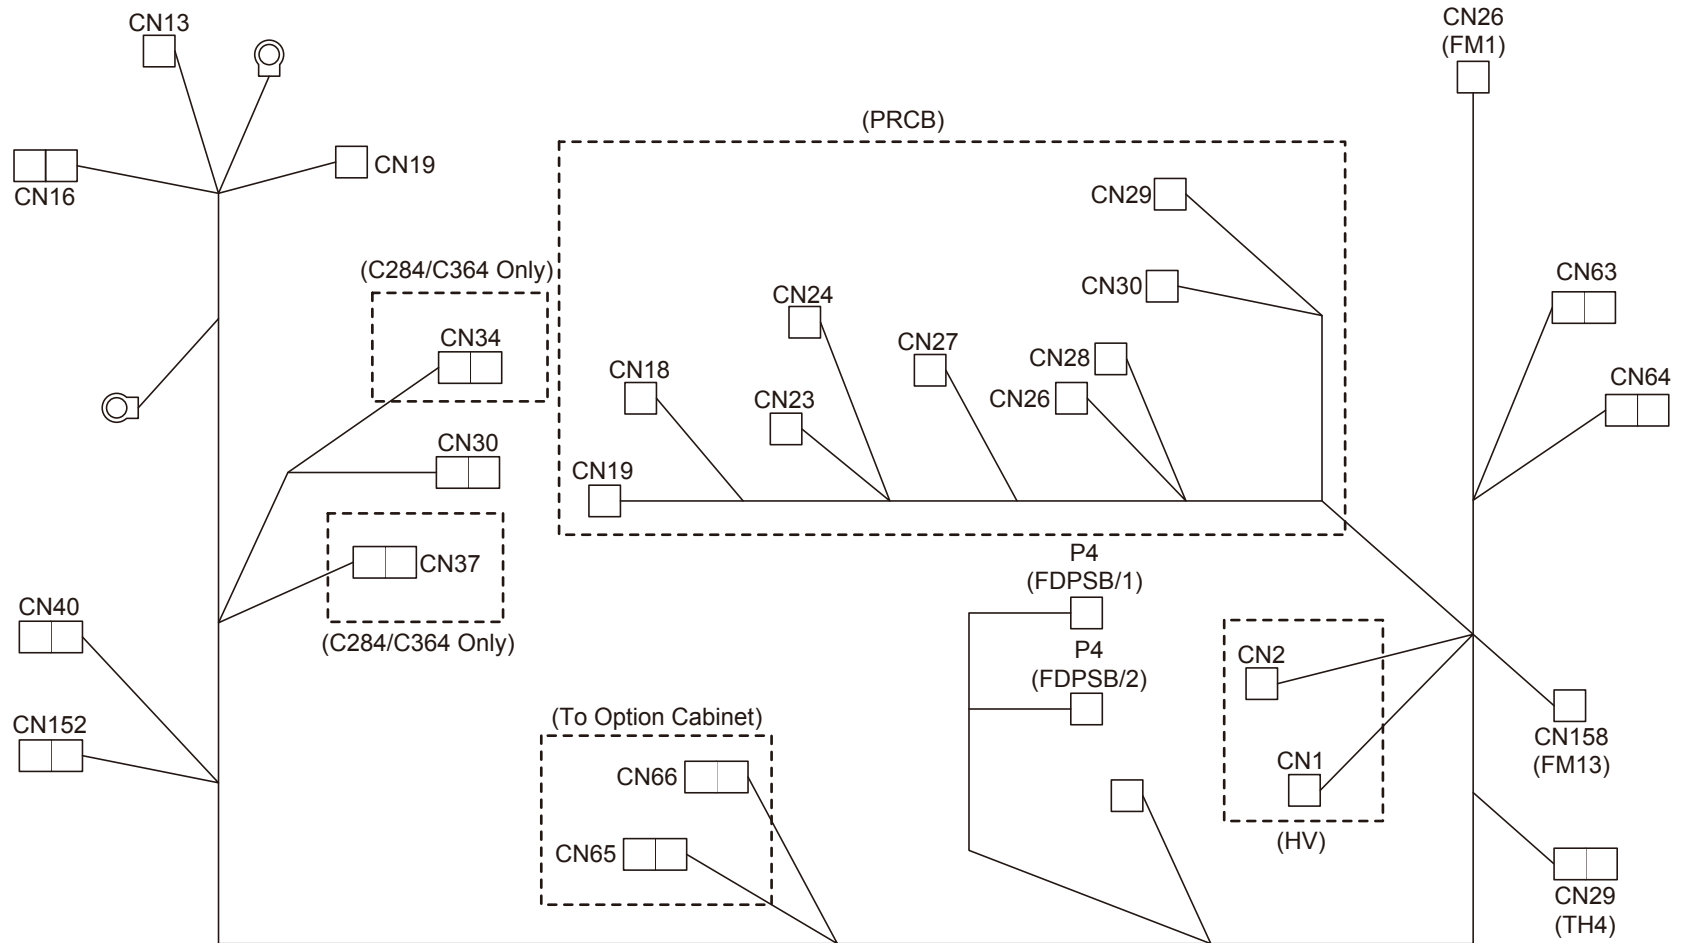 CN13
CN26
(FM1)
(PRCB)
CN16
CN19
CN29
(C284/C364 Only)
CN30
CN63
CN24
CN34
CN27
CN28
CN64
CN18
CN23
CN26
CN30
CN19
CN37
P4
(FDPSB/1)
CN40
(C284/C364 Only)
P4
(FDPSB/2)
CN2
CN152
(To Option Cabinet)
CN158
(FM13)
CN66
CN1
CN65
(HV)
CN29
(TH4)